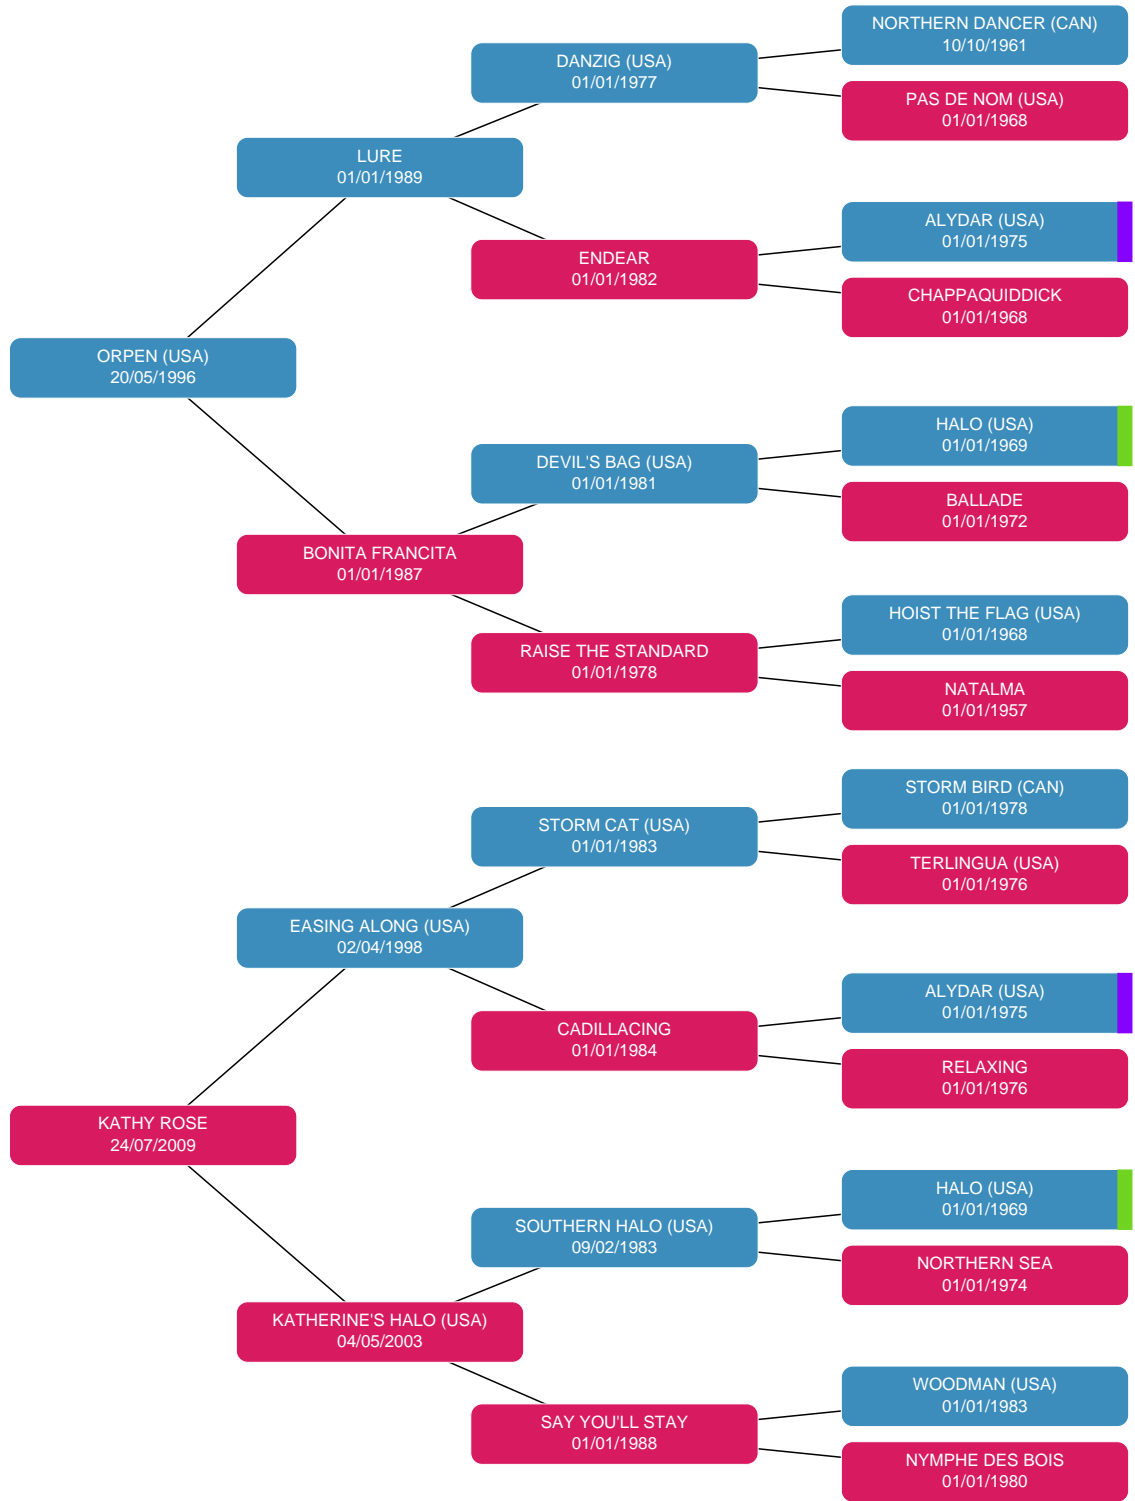 NORTHERN DANCER (CAN)
10/10/1961
DANZIG (USA)
01/01/1977
PAS DE NOM (USA)
01/01/1968
LURE
01/01/1989
ALYDAR (USA)
01/01/1975
ENDEAR
01/01/1982
CHAPPAQUIDDICK
01/01/1968
ORPEN (USA)
20/05/1996
HALO (USA)
01/01/1969
DEVIL'S BAG (USA)
01/01/1981
BALLADE
01/01/1972
BONITA FRANCITA
01/01/1987
HOIST THE FLAG (USA)
01/01/1968
RAISE THE STANDARD
01/01/1978
NATALMA
01/01/1957
STORM BIRD (CAN)
01/01/1978
STORM CAT (USA)
01/01/1983
TERLINGUA (USA)
01/01/1976
EASING ALONG (USA)
02/04/1998
ALYDAR (USA)
01/01/1975
CADILLACING
01/01/1984
RELAXING
01/01/1976
KATHY ROSE
24/07/2009
HALO (USA)
01/01/1969
SOUTHERN HALO (USA)
09/02/1983
NORTHERN SEA
01/01/1974
KATHERINE'S HALO (USA)
04/05/2003
WOODMAN (USA)
01/01/1983
SAY YOU'LL STAY
01/01/1988
NYMPHE DES BOIS
01/01/1980